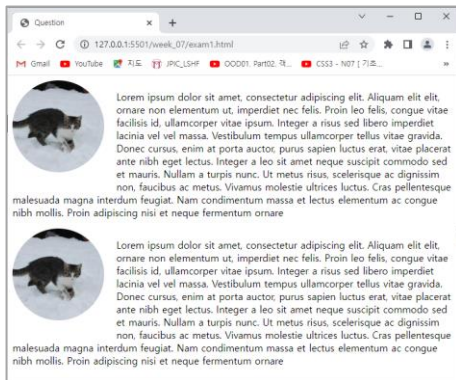 Question
127.0.0.1:5501/week_07/exam1.html
Gmail YouTube 지도 JPIC_LSHF OOD01. Part02. 객... CSS3 - N07 [ 기초...
Lorem ipsum dolor sit amet, consectetur adipiscing elit. Aliquam elit elit,
ornare non elementum ut, imperdiet nec felis. Proin leo felis, congue vitae
facilisis id, ullamcorper vitae ipsum. Integer a risus sed libero imperdiet
lacinia vel vel massa. Vestibulum tempus ullamcorper tellus vitae gravida.
Donec cursus, enim at porta auctor, purus sapien luctus erat, vitae placerat
ante nibh eget lectus. Integer a leo sit amet neque suscipit commodo sed
et mauris. Nullam a turpis nunc. Ut metus risus, scelerisque ac dignissim
non, faucibus ac metus. Vivamus molestie ultrices luctus. Cras pellentesque
malesuada magna interdum feugiat. Nam condimentum massa et lectus fermentum ac congue
nibh mollis. Proin adipiscing nisi et neque fermentum ornare
Lorem ipsum dolor sit amet, consectetur adipiscing elit. Aliquam elit elit,
ornare non elementum ut, imperdiet nec felis. Proin leo felis, congue vitae
facilisis id, ullamcorper vitae ipsum. Integer a risus sed libero imperdiet
lacinia vel vel massa. Vestibulum tempus ullamcorper tellus vitae gravida.
Donec cursus, enim at porta auctor, purus sapien luctus erat, vitae placerat
ante nibh eget lectus. Integer a leo sit amet neque suscipit commodo sed
et mauris. Nullam a turpis nunc. Ut metus risus, scelerisque ac dignissim
non, faucibus ac metus. Vivamus molestie ultrices luctus. Cras pellentesque
malesuada magna interdum feugiat. Nam condimentum massa et lectus fermentum ac congue
nibh mollis. Proin adipiscing nisi et neque fermentum ornare